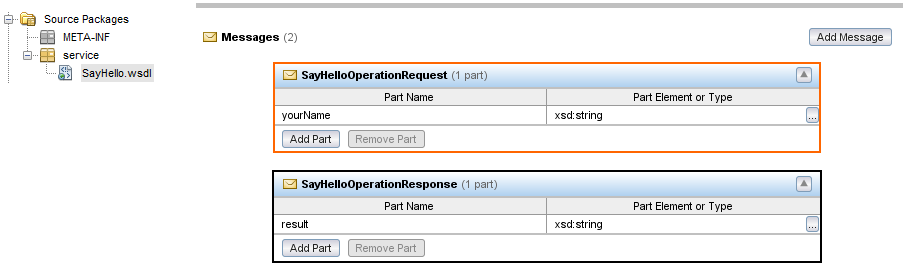 Source Packages
META-INF
service
SayHello.wsdl
Messages (2)
Add Message
SayHelloOperationRequest (1 part)
Part Name Part Element or Type
yourName xsd:string ...
Add Part Remove Part
SayHelloOperationResponse (1 part)
Part Name Part Element or Type
result xsd:string ...
Add Part Remove Part